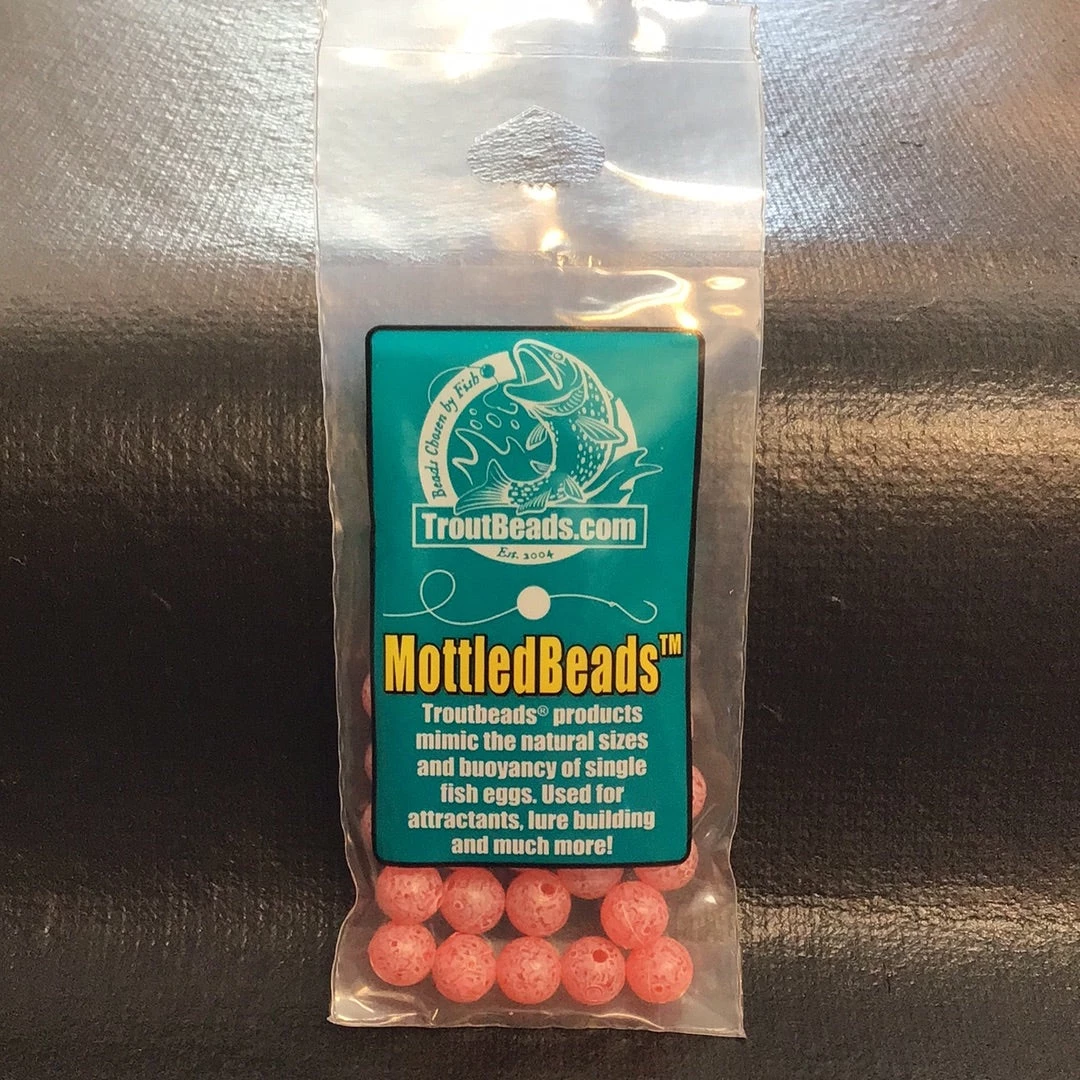 Beads Chosen by Fish
TroutBeads.com
Est. 2004
MottledBeads™
Troutbeads® products
mimic the natural sizes
and buoyancy of single
fish eggs. Used for
attractants, lure building
and much more!